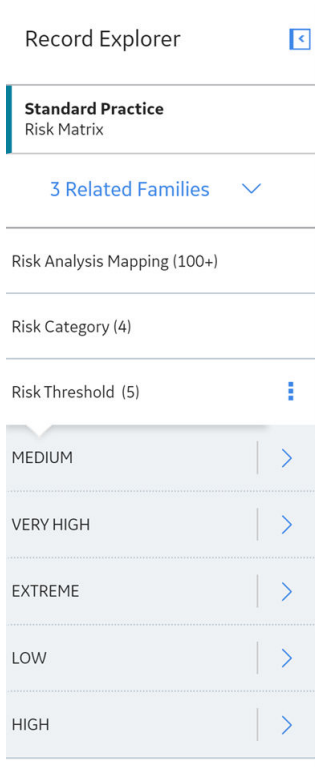 Record Explorer
Standard Practice
Risk Matrix
3 Related Families
Risk Analysis Mapping (100+)
Risk Category (4)
Risk Threshold (5)
MEDIUM
VERY HIGH
EXTREME
LOW
HIGH